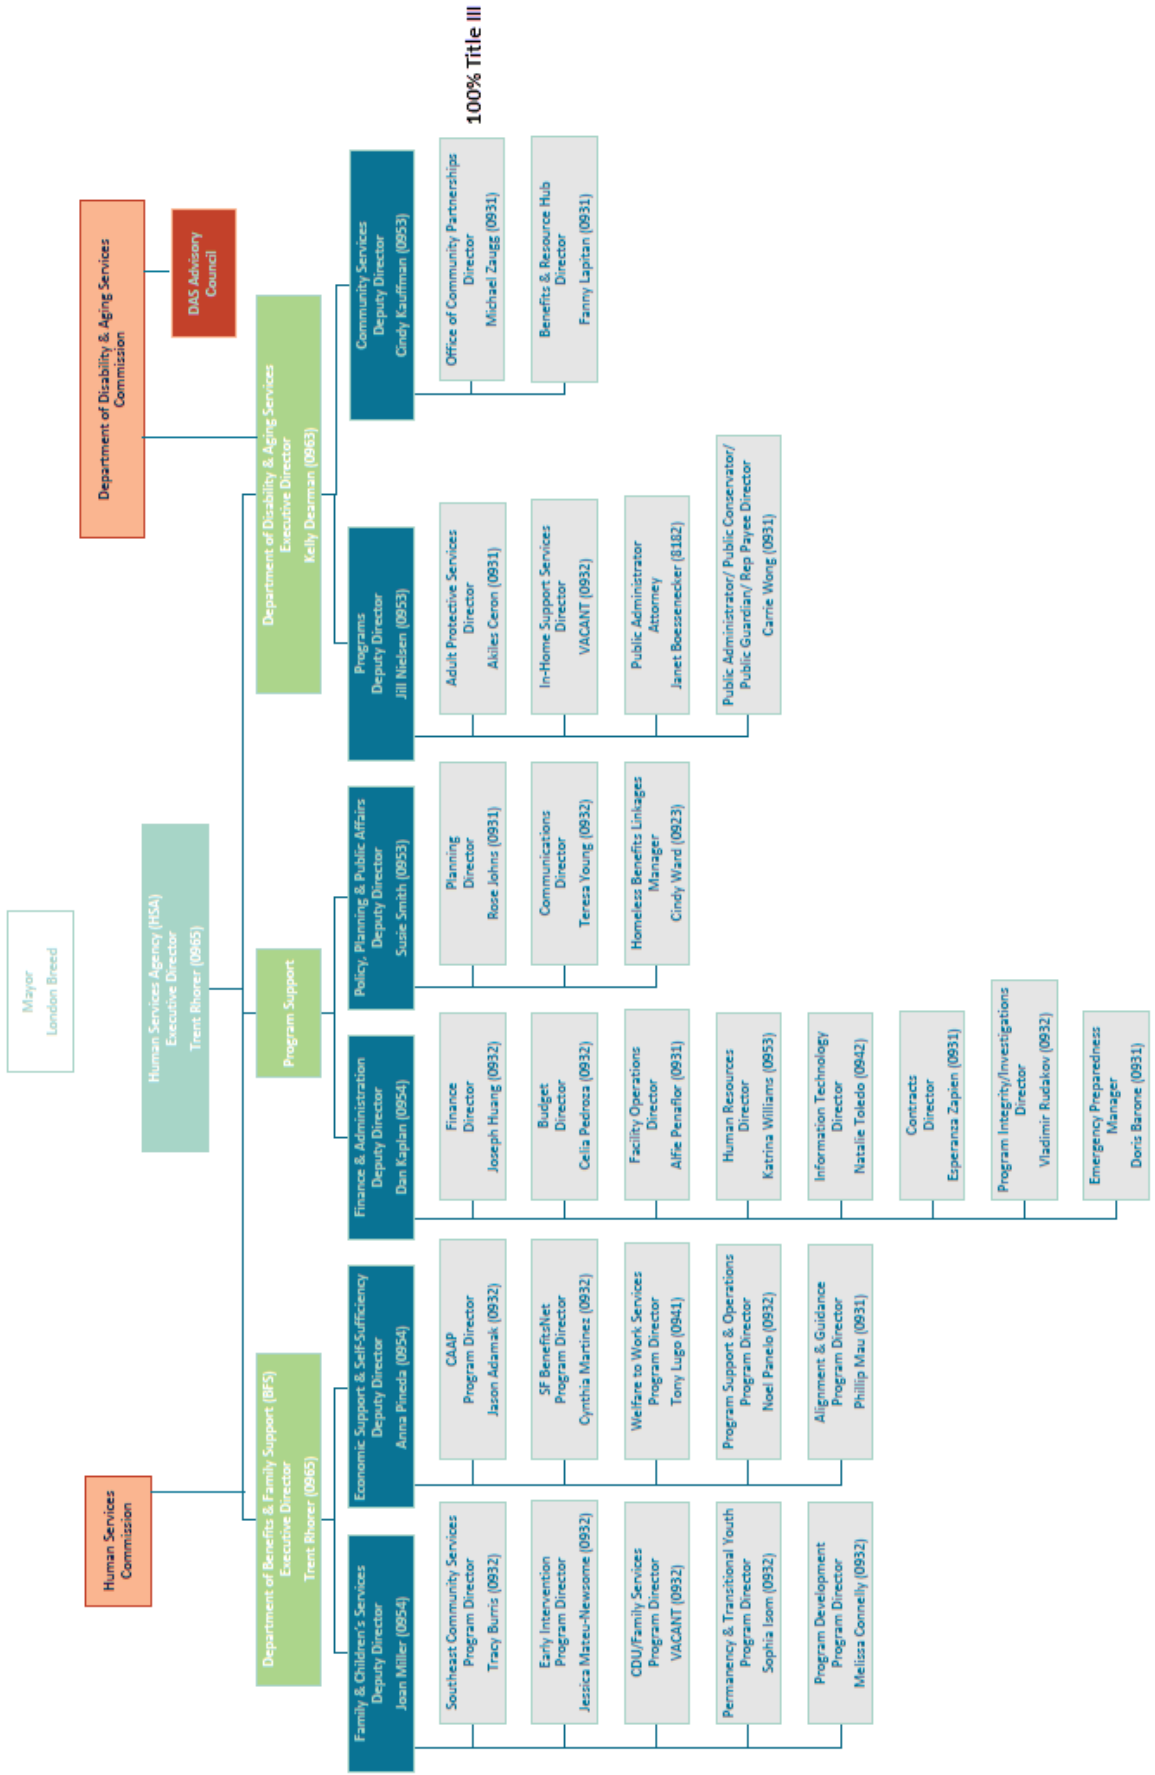 Mayor
London Breed
Human Services
Commission
Human Services Agency (HSA)
Executive Director
Trent Rhorer (0965)
Department of Disability & Aging Services
Commission
DAS Advisory
Council
Department of Benefits & Family Support (BFS)
Executive Director
Trent Rhorer (0965)
Program Support
Department of Disability & Aging Services
Executive Director
Kelly Dearman (0963)
Family & Children's Services
Deputy Director
Joan Miller (0954)
Southeast Community Services
Program Director
Tracy Burris (0932)
Early Intervention
Program Director
Jessica Mateu-Newsome (0932)
CDU/Family Services
Program Director
VACANT (0932)
Permanency & Transitional Youth
Program Director
Sophia Isom (0932)
Program Development
Program Director
Melissa Connelly (0932)
Economic Support & Self-Sufficiency
Deputy Director
Anna Pineda (0954)
CAAP
Program Director
Jason Adamak (0932)
SF BenefitsNet
Program Director
Cynthia Martinez (0932)
Welfare to Work Services
Program Director
Tony Lugo (0941)
Program Support & Operations
Program Director
Noel Panelo (0932)
Alignment & Guidance
Program Director
Phillip Mau (0931)
Finance & Administration
Deputy Director
Dan Kaplan (0954)
Finance
Director
Joseph Huang (0932)
Budget
Director
Celia Pedroza (0932)
Facility Operations
Director
Alfie Penaflor (0931)
Human Resources
Director
Katrina Williams (0953)
Information Technology
Director
Natalie Toledo (0942)
Contracts
Director
Esperanza Zapien (0931)
Program Integrity/Investigations
Director
Vladimir Rudakov (0932)
Emergency Preparedness
Manager
Doris Barone (0931)
Policy, Planning & Public Affairs
Deputy Director
Susie Smith (0953)
Planning
Director
Rose Johns (0931)
Communications
Director
Teresa Young (0932)
Homeless Benefits Linkages
Manager
Cindy Ward (0923)
Programs
Deputy Director
Jill Nielsen (0953)
Adult Protective Services
Director
Akiles Ceron (0931)
In-Home Support Services
Director
VACANT (0932)
Public Administrator
Attorney
Janet Boessenecker (8182)
Public Administrator/ Public Conservator/
Public Guardian/ Rep Payee Director
Carrie Wong (0931)
Community Services
Deputy Director
Cindy Kauffman (0953)
Office of Community Partnerships
Director
Michael Zaugg (0931)
Benefits & Resource Hub
Director
Fanny Lapitan (0931)
100% Title III